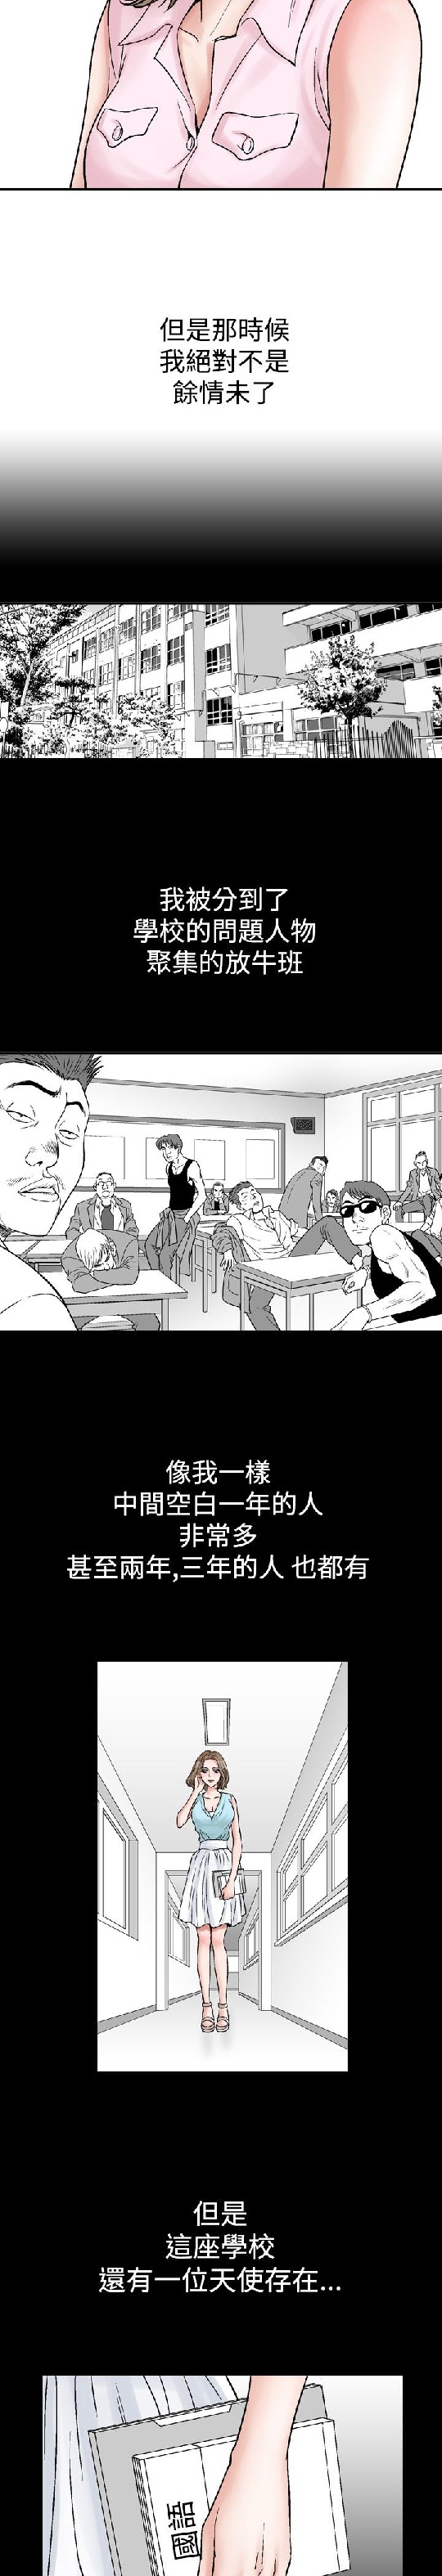 但是那時候
我絕對不是
餘情未了
我被分到了
學校的問題人物
聚集的放牛班
像我一樣
中間空白一年的人
非常多
甚至兩年,三年的人 也都有
但是
這座學校
還有一位天使存在...
國語